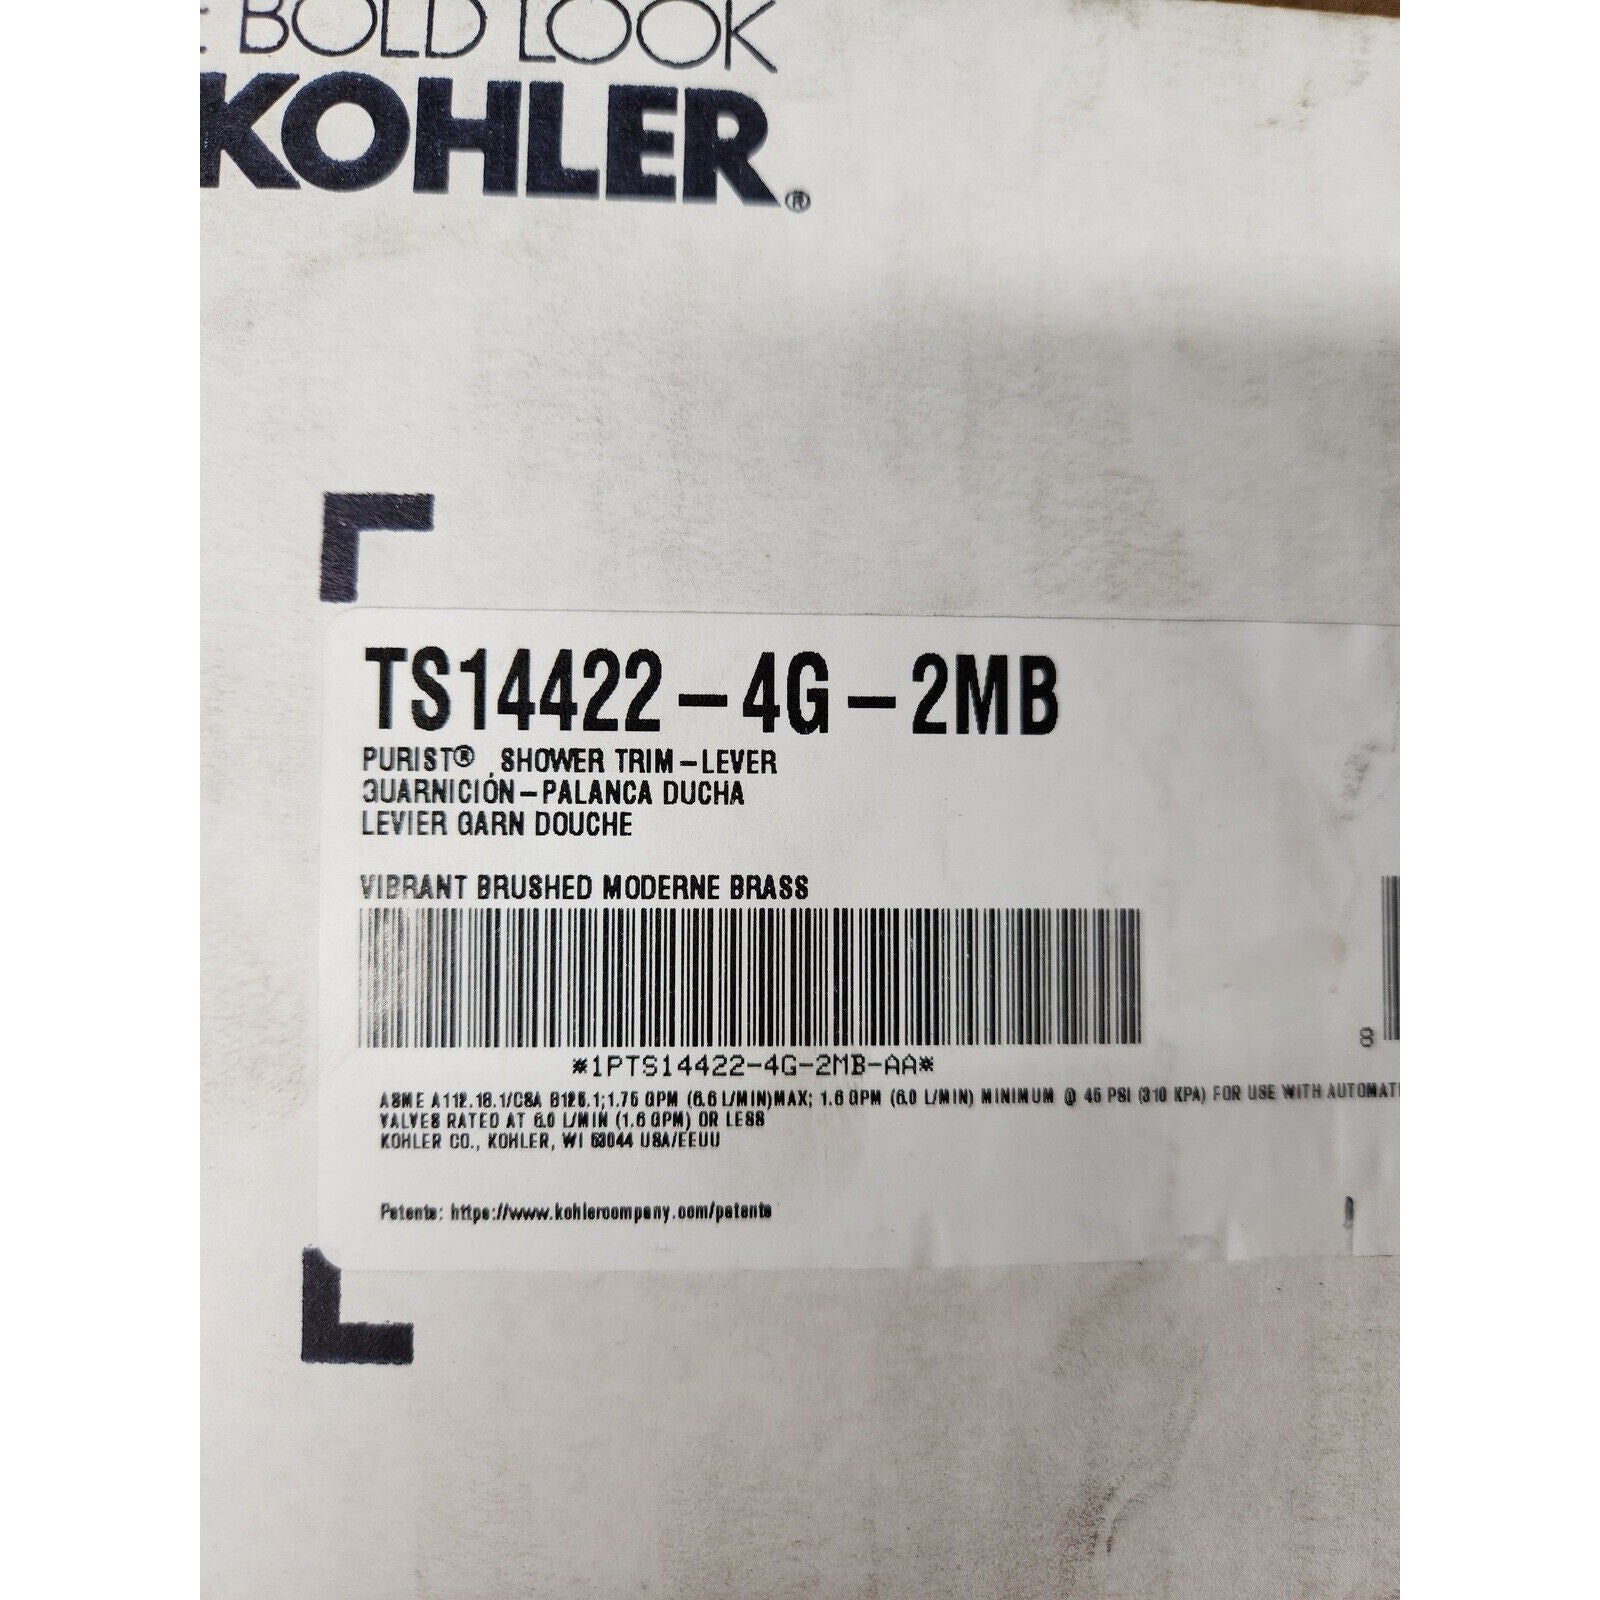 BOLD LOOK
KOHLER®
TS14422-4G-2MB
PURIST® SHOWER TRIM-LEVER
GUARNICIÓN-PALANCA DUCHA
LEVIER GARN DOUCHE
VIBRANT BRUSHED MODERNE BRASS
8
*1PTS14422-4G-2MB-AA*
ASME A112.18.1/CSA B125.1;1.75 GPM (6.6 L/MIN)MAX; 1.6 GPM (6.0 L/MIN) MINIMUM @ 45 PSI (310 KPA) FOR USE WITH
VALVES RATED AT 6.0 L/MIN (1.6 GPM) OR LESS
KOHLER CO., KOHLER, WI 53044 USA/EEUU
Patents: https://www.kohlercompany.com/patents